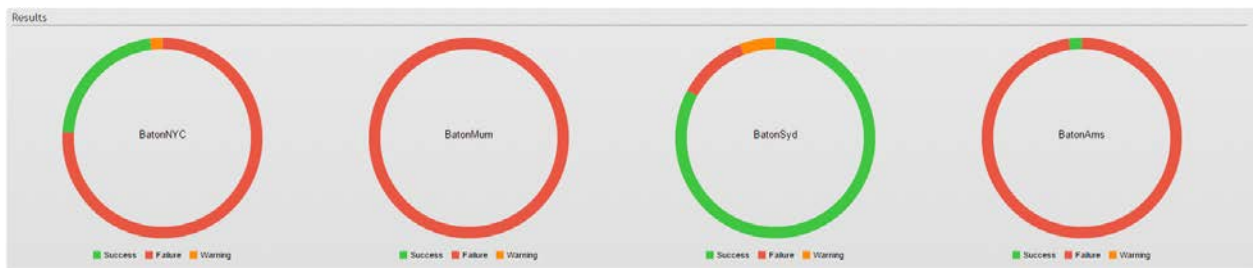 Results
BatonNYC
BatonMum
BatonSyd
BatonAms
Success Failure Warning
Success Failure Warning
Success Failure Warning
Success Failure Warning